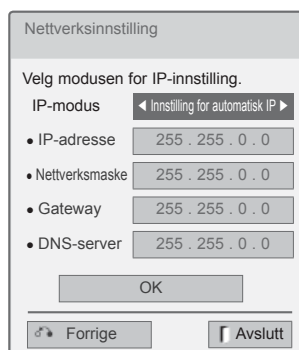 Nettverksinnstilling
Velg modusen for IP-innstilling.
IP-modus ◀ Innstilling for automatisk IP ▶
• IP-adresse 255 . 255 . 0 . 0
• Nettverksmaske 255 . 255 . 0 . 0
• Gateway 255 . 255 . 0 . 0
• DNS-server 255 . 255 . 0 . 0
OK
Forrige Avslutt